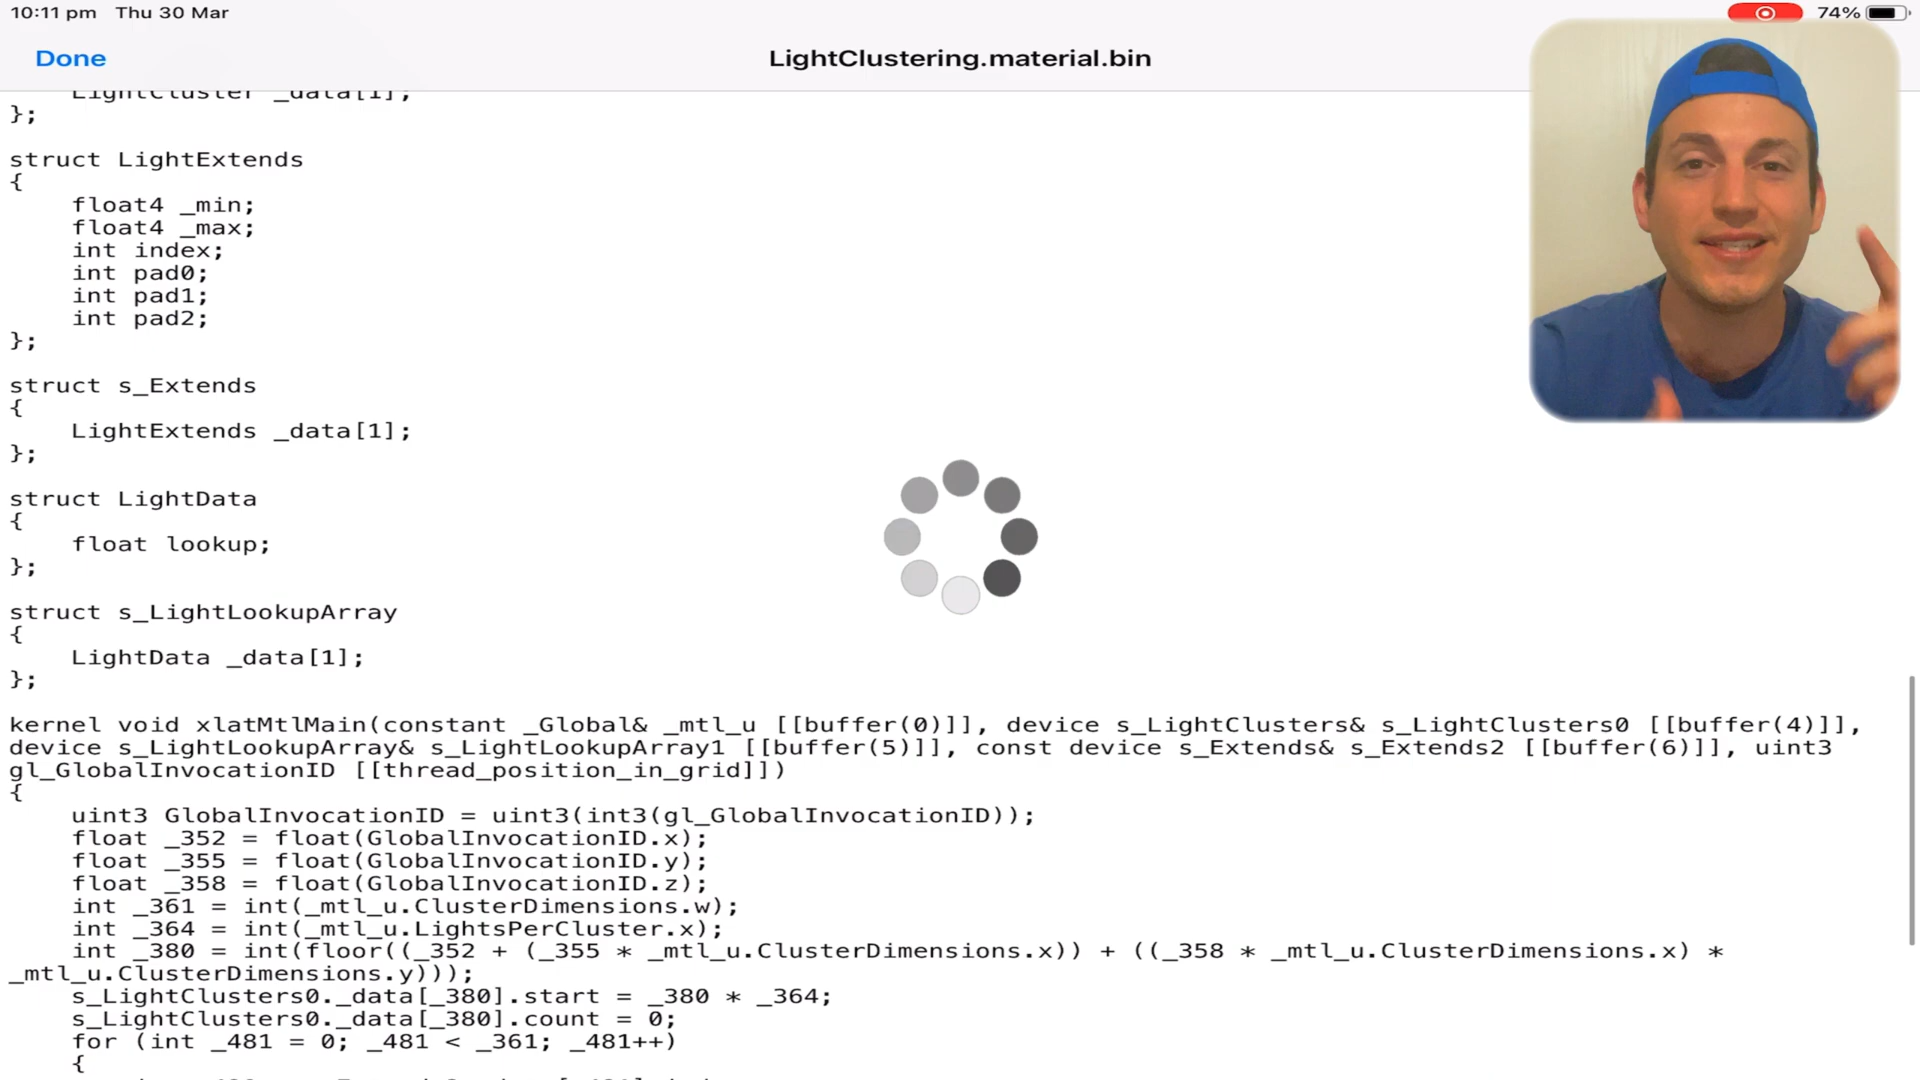 10:11 pm Thu 30 Mar
74%
Done
LightClustering.material.bin
LightCluster _data[1];
};
struct LightExtends
{
float4 _min;
float4 _max;
int index;
int pad0;
int pad1;
int pad2;
};
struct s_Extends
{
LightExtends _data[1];
};
struct LightData
{
float lookup;
};
struct s_LightLookupArray
{
LightData _data[1];
};
kernel void xlatMtlMain(constant _Global& _mtl_u [[buffer(0)]], device s_LightClusters& s_LightClusters0 [[buffer(4)]],
device s_LightLookupArray& s_LightLookupArray1 [[buffer(5)]], const device s_Extends& s_Extends2 [[buffer(6)]], uint3
gl_GlobalInvocationID [[thread_position_in_grid]])
{
uint3 GlobalInvocationID = uint3(int3(gl_GlobalInvocationID));
float _352 = float(GlobalInvocationID.x);
float _355 = float(GlobalInvocationID.y);
float _358 = float(GlobalInvocationID.z);
int _361 = int(_mtl_u.ClusterDimensions.w);
int _364 = int(_mtl_u.LightsPerCluster.x);
int _380 = int(floor((_352 + (_355 * _mtl_u.ClusterDimensions.x)) + ((_358 * _mtl_u.ClusterDimensions.x) *
_mtl_u.ClusterDimensions.y)));
s_LightClusters0._data[_380].start = _380 * _364;
s_LightClusters0._data[_380].count = 0;
for (int _481 = 0; _481 < _361; _481++)
{